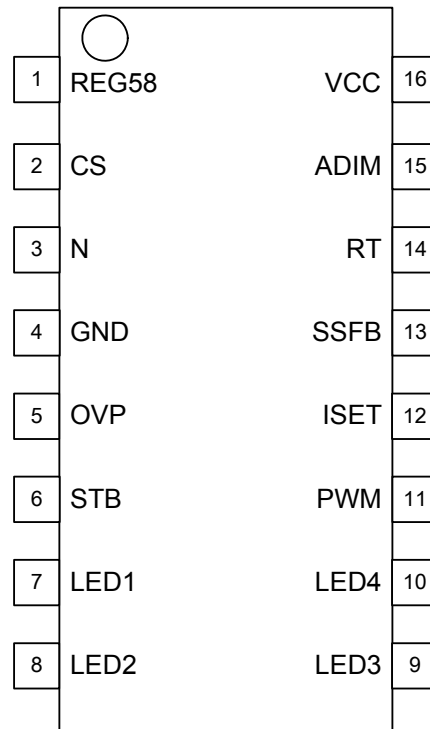 1 REG58 VCC 16
2 CS ADIM 15
3 N RT 14
4 GND SSFB 13
5 OVP ISET 12
6 STB PWM 11
7 LED1 LED4 10
8 LED2 LED3 9